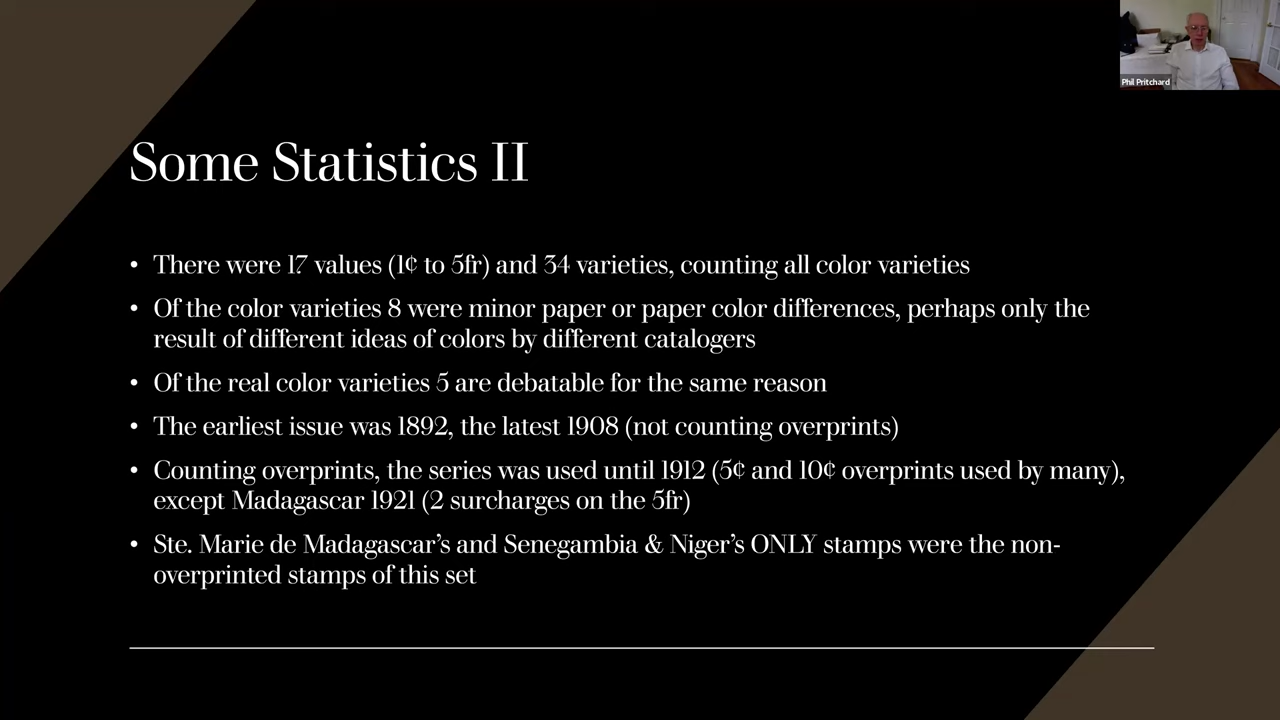 Phil Pritchard
Some Statistics II
• There were 17 values (1¢ to 5fr) and 34 varieties, counting all color varieties
• Of the color varieties 8 were minor paper or paper color differences, perhaps only the
result of different ideas of colors by different catalogers
• Of the real color varieties 5 are debatable for the same reason
• The earliest issue was 1892, the latest 1908 (not counting overprints)
• Counting overprints, the series was used until 1912 (5¢ and 10¢ overprints used by many),
except Madagascar 1921 (2 surcharges on the 5fr)
• Ste. Marie de Madagascar’s and Senegambia & Niger’s ONLY stamps were the non-
overprinted stamps of this set